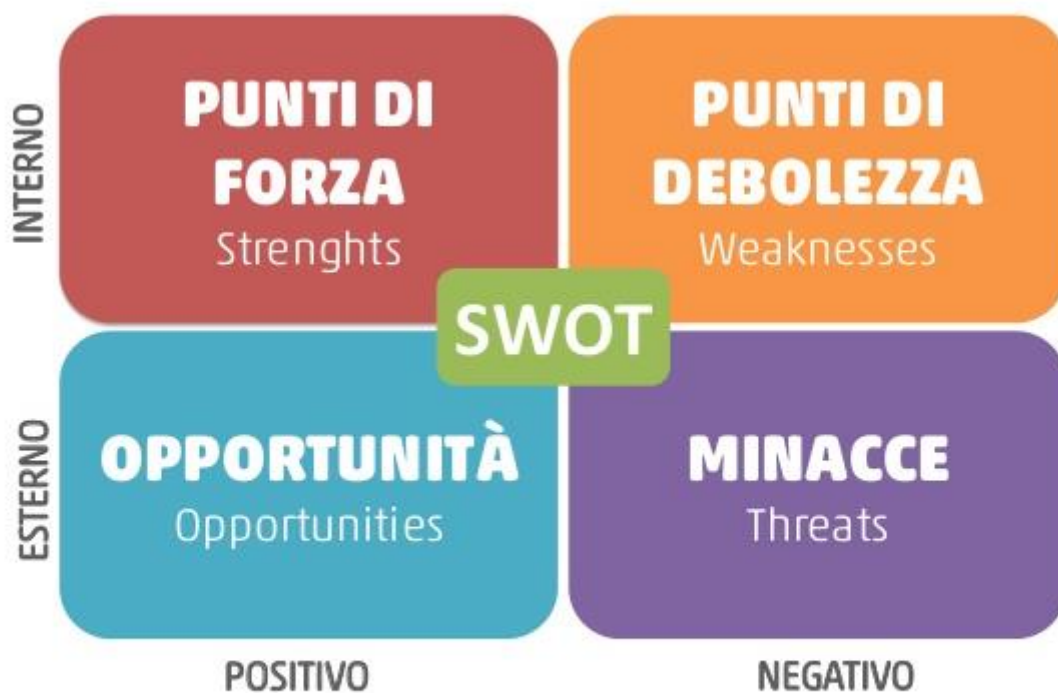 INTERNO
PUNTI DI
FORZA
Strenghts
PUNTI DI
DEBOLEZZA
Weaknesses
SWOT
ESTERNO
OPPORTUNITÀ
Opportunities
MINACCE
Threats
POSITIVO
NEGATIVO